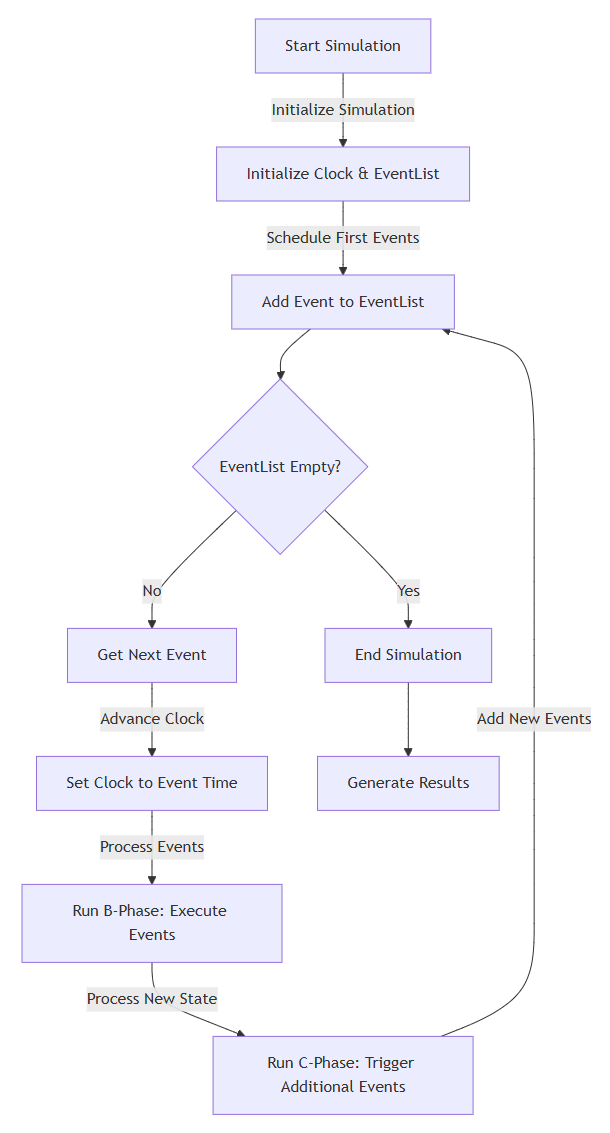 Start Simulation
Initialize Simulation
Initialize Clock & EventList
Schedule First Events
Add Event to EventList
EventList Empty?
No
Yes
Get Next Event
End Simulation
Advance Clock
Add New Events
Set Clock to Event Time
Generate Results
Process Events
Run B-Phase: Execute
Events
Process New State
Run C-Phase: Trigger
Additional Events